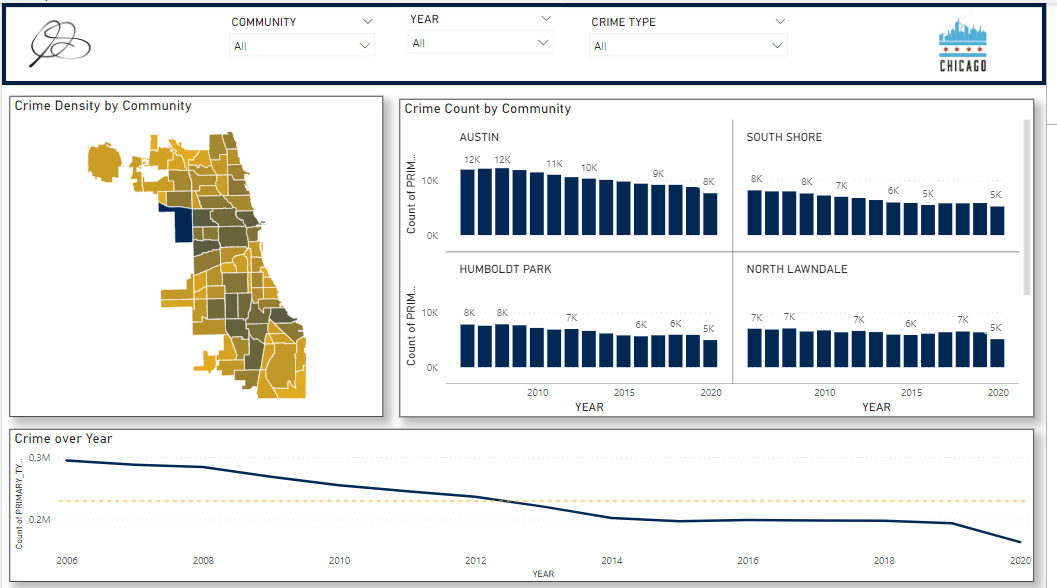 COMMUNITY
YEAR
CRIME TYPE
All
All
All
CHICAGO
Crime Density by Community
Crime Count by Community
AUSTIN
SOUTH SHORE
Count of PRIM...
10K
0K
12K 12K 11K 10K 9K 8K
8K 8K 7K 6K 5K 5K
HUMBOLDT PARK
NORTH LAWNDALE
Count of PRIM...
10K
0K
8K 8K 7K 6K 6K 5K
7K 7K 7K 6K 7K 5K
2010 2015 2020
2010 2015 2020
YEAR
YEAR
Crime over Year
Count of PRIMARY_TY...
0.3M
0.2M
2006 2008 2010 2012 2014 2016 2018 2020
YEAR